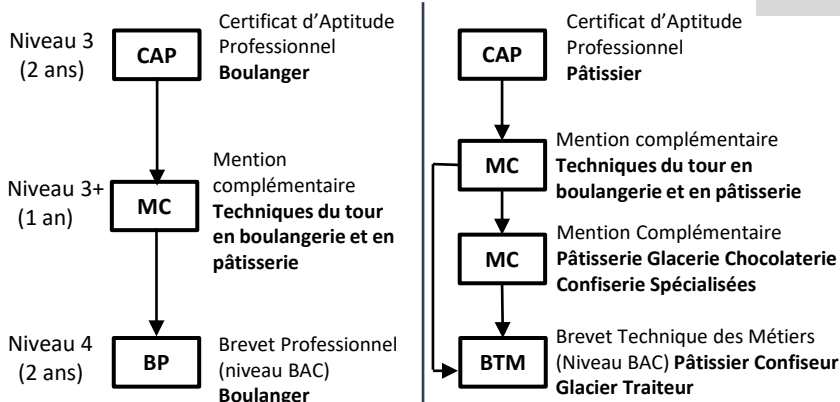 Niveau 3
(2 ans)
CAP
Certificat d’Aptitude
Professionnel
Boulanger
Niveau 3+
(1 an)
MC
Mention
complémentaire
Techniques du tour
en boulangerie et en
pâtisserie
Niveau 4
(2 ans)
BP
Brevet Professionnel
(niveau BAC)
Boulanger
CAP
Certificat d’Aptitude
Professionnel
Pâtissier
MC
Mention complémentaire
Techniques du tour en
boulangerie et en pâtisserie
MC
Mention Complémentaire
Pâtisserie Glacerie Chocolaterie
Confiserie Spécialisées
BTM
Brevet Technique des Métiers
(Niveau BAC) Pâtissier Confiseur
Glacier Traiteur